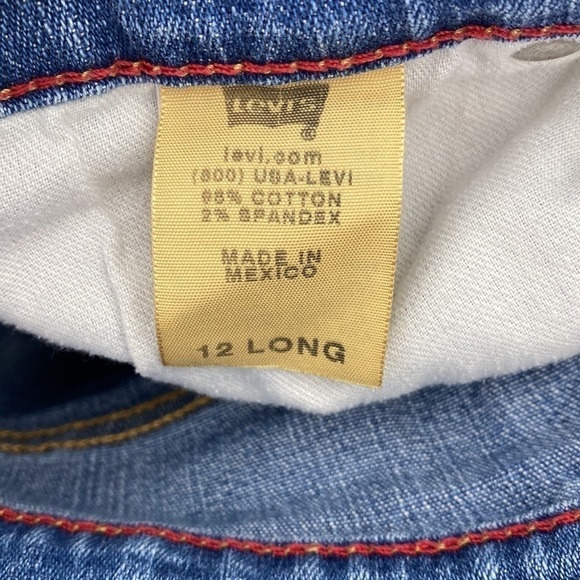 Levi's
levi.com
(800) USA-LEVI
98% COTTON
2% SPANDEX
MADE IN
MEXICO
12 LONG